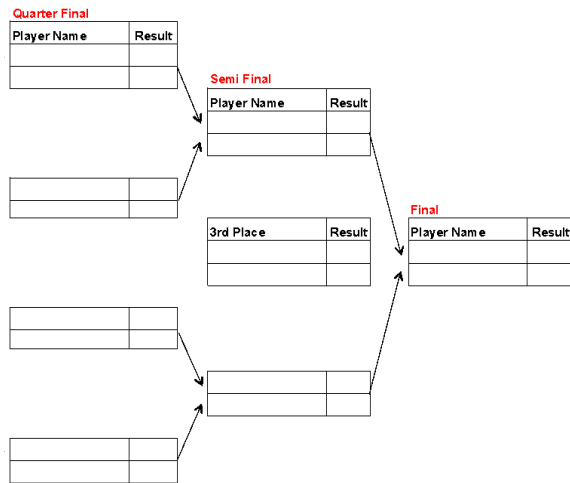 Quarter Final
Player Name Result
Semi Final
Player Name Result
3rd Place Result
Final
Player Name Result